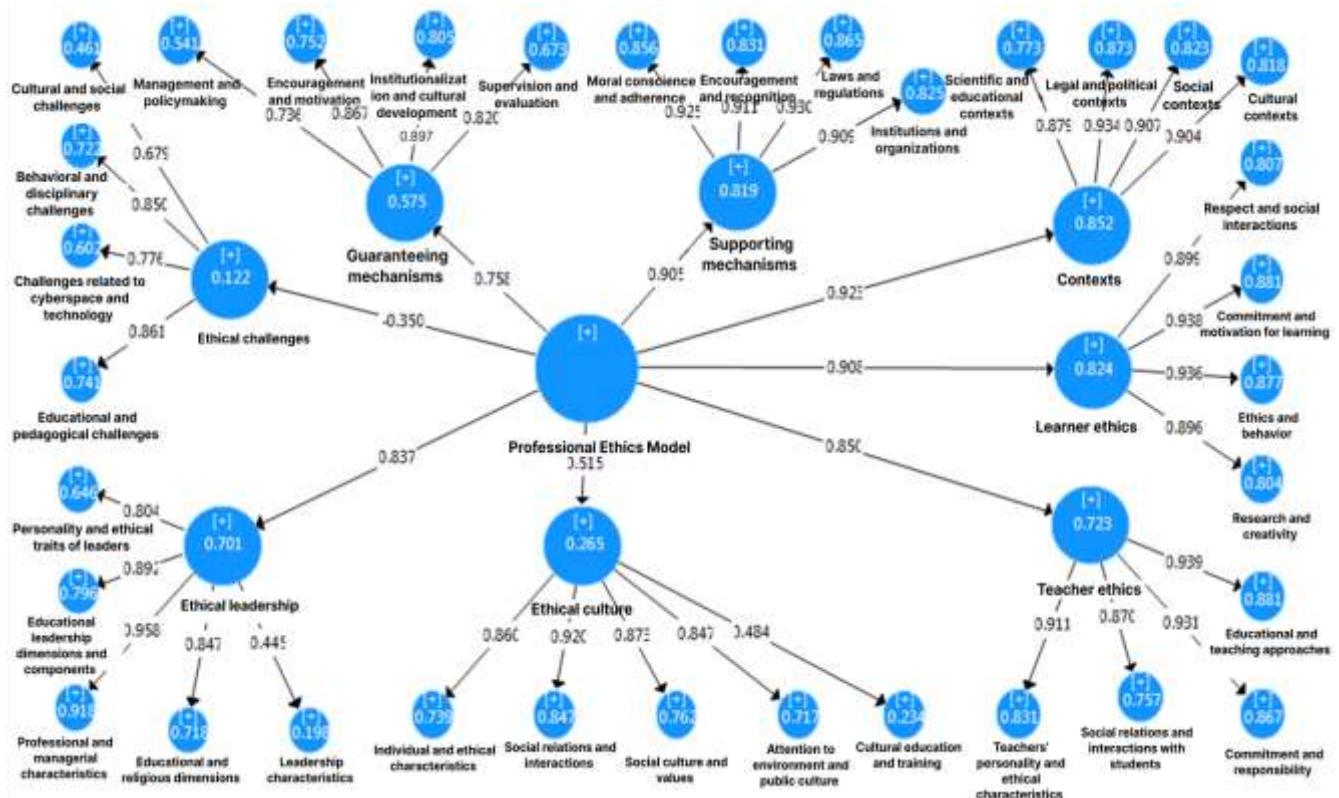 [+]
0.461
Cultural and social
challenges
[+]
0.541
Management and
policymaking
[+]
0.752
Encouragement
and motivation
[+]
0.805
Institutionalizat
ion and cultural
development
[+]
0.673
Supervision and
evaluation
[+]
0.856
Moral conscience
and adherence
[+]
0.831
Encouragement
and recognition
[+]
0.865
Laws and
regulations
[+]
0.825
Institutions and
organizations
[+]
0.773
Scientific and
educational
contexts
[+]
0.873
Legal and political
contexts
[+]
0.823
Social
contexts
[+]
0.818
Cultural
contexts
0.679
0.850
0.776
0.861
0.736
0.867
0.897
0.820
0.925
0.911
0.930
0.909
0.879
0.934
0.907
0.904
[+]
0.722
Behavioral and
disciplinary
challenges
[+]
0.602
Challenges related to
cyberspace and
technology
[+]
0.741
Educational and
pedagogical challenges
[+]
0.122
Ethical challenges
[+]
0.575
Guaranteeing
mechanisms
[+]
0.819
Supporting
mechanisms
[+]
0.852
Contexts
[+]
0.807
Respect and social
interactions
[+]
0.881
Commitment and
motivation for learning
[+]
0.877
Ethics and
behavior
[+]
0.804
Research and
creativity
0.899
0.938
0.936
0.896
[+]
0.824
Learner ethics
-0.350
0.758
0.905
0.923
0.908
0.850
0.837
0.515
[+]
Professional Ethics Model
[+]
0.646
Personality and ethical
traits of leaders
[+]
0.796
Educational
leadership
dimensions and
components
[+]
0.918
Professional and
managerial
characteristics
[+]
0.718
Educational and
religious dimensions
[+]
0.198
Leadership
characteristics
0.804
0.892
0.958
0.847
0.445
[+]
0.701
Ethical leadership
[+]
0.265
Ethical culture
0.860
0.920
0.873
0.847
0.484
[+]
0.739
Individual and ethical
characteristics
[+]
0.847
Social relations and
interactions
[+]
0.762
Social culture and
values
[+]
0.717
Attention to
environment and
public culture
[+]
0.234
Cultural education
and training
[+]
0.723
Teacher ethics
0.911
0.870
0.931
0.939
[+]
0.831
Teachers'
personality and
ethical
characteristics
[+]
0.757
Social relations and
interactions with
students
[+]
0.881
Educational and
teaching approaches
[+]
0.867
Commitment and
responsibility